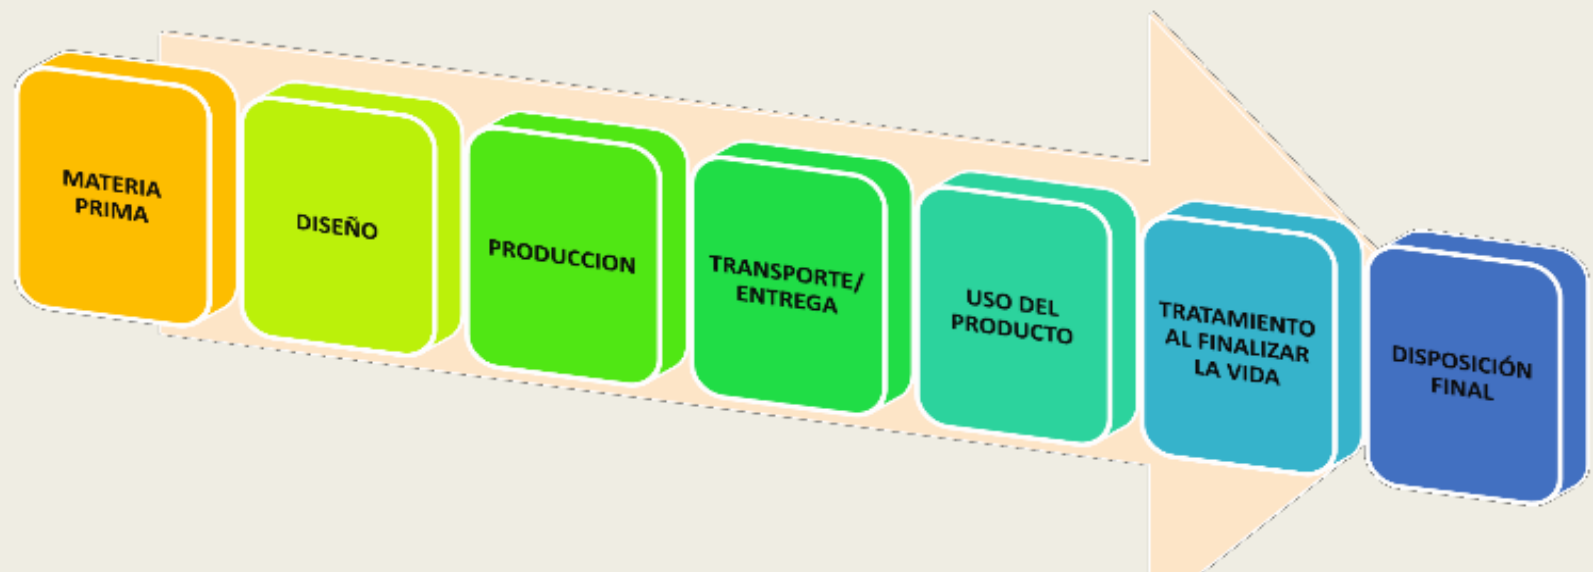 MATERIA
PRIMA
DISEÑO
PRODUCCION
TRANSPORTE/
ENTREGA
USO DEL
PRODUCTO
TRATAMIENTO
AL FINALIZAR
LA VIDA
DISPOSICIÓN
FINAL